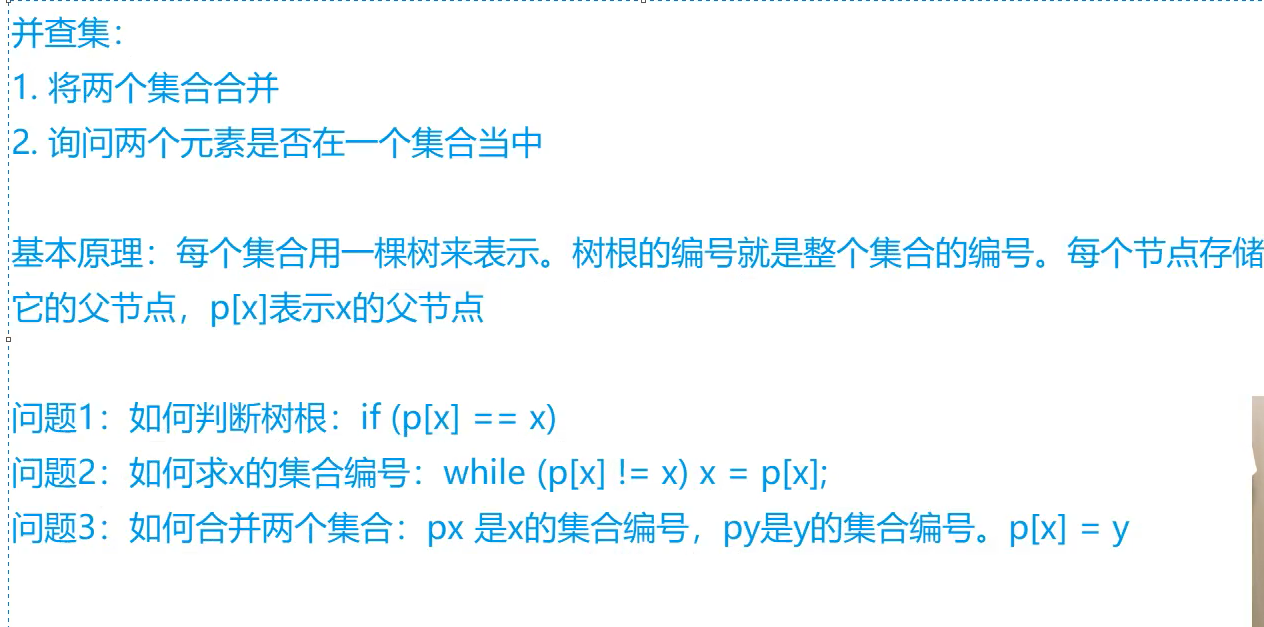 并查集：
1. 将两个集合合并
2. 询问两个元素是否在一个集合当中
基本原理：每个集合用一棵树来表示。树根的编号就是整个集合的编号。每个节点存储
它的父节点，p[x]表示x的父节点
问题1：如何判断树根：if (p[x] == x)
问题2：如何求x的集合编号：while (p[x] != x) x = p[x];
问题3：如何合并两个集合：px 是x的集合编号，py是y的集合编号。p[x] = y